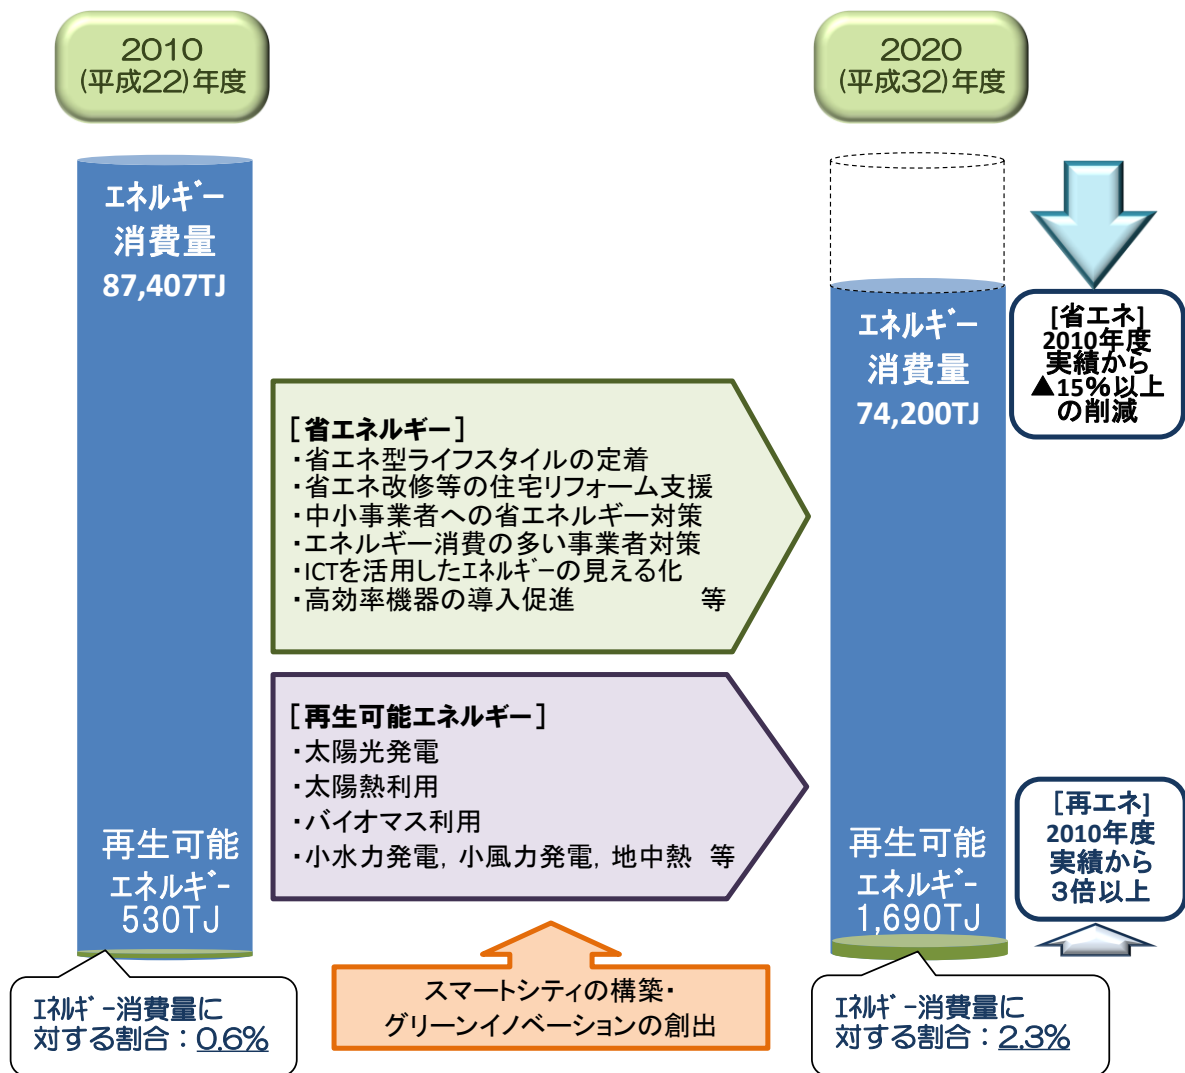 2010
(平成22)年度
2020
(平成32)年度
ｴﾈﾙｷﾞｰ
消費量
87,407TJ
ｴﾈﾙｷﾞｰ
消費量
74,200TJ
[省エネ]
2010年度
実績から
▲15%以上
の削減
［省エネルギー］
・省エネ型ライフスタイルの定着
・省エネ改修等の住宅リフォーム支援
・中小事業者への省エネルギー対策
・エネルギー消費の多い事業者対策
・ICTを活用したｴﾈﾙｷﾞｰの見える化
・高効率機器の導入促進　　　　　等
［再生可能エネルギー］
・太陽光発電
・太陽熱利用
・バイオマス利用
・小水力発電，小風力発電，地中熱　等
再生可能
ｴﾈﾙｷﾞｰ
530TJ
再生可能
ｴﾈﾙｷﾞｰ
1,690TJ
[再エネ]
2010年度
実績から
３倍以上
ｴﾈﾙｷﾞｰ消費量に
対する割合：0.6%
スマートシティの構築・
グリーンイノベーションの創出
ｴﾈﾙｷﾞｰ消費量に
対する割合：2.3%